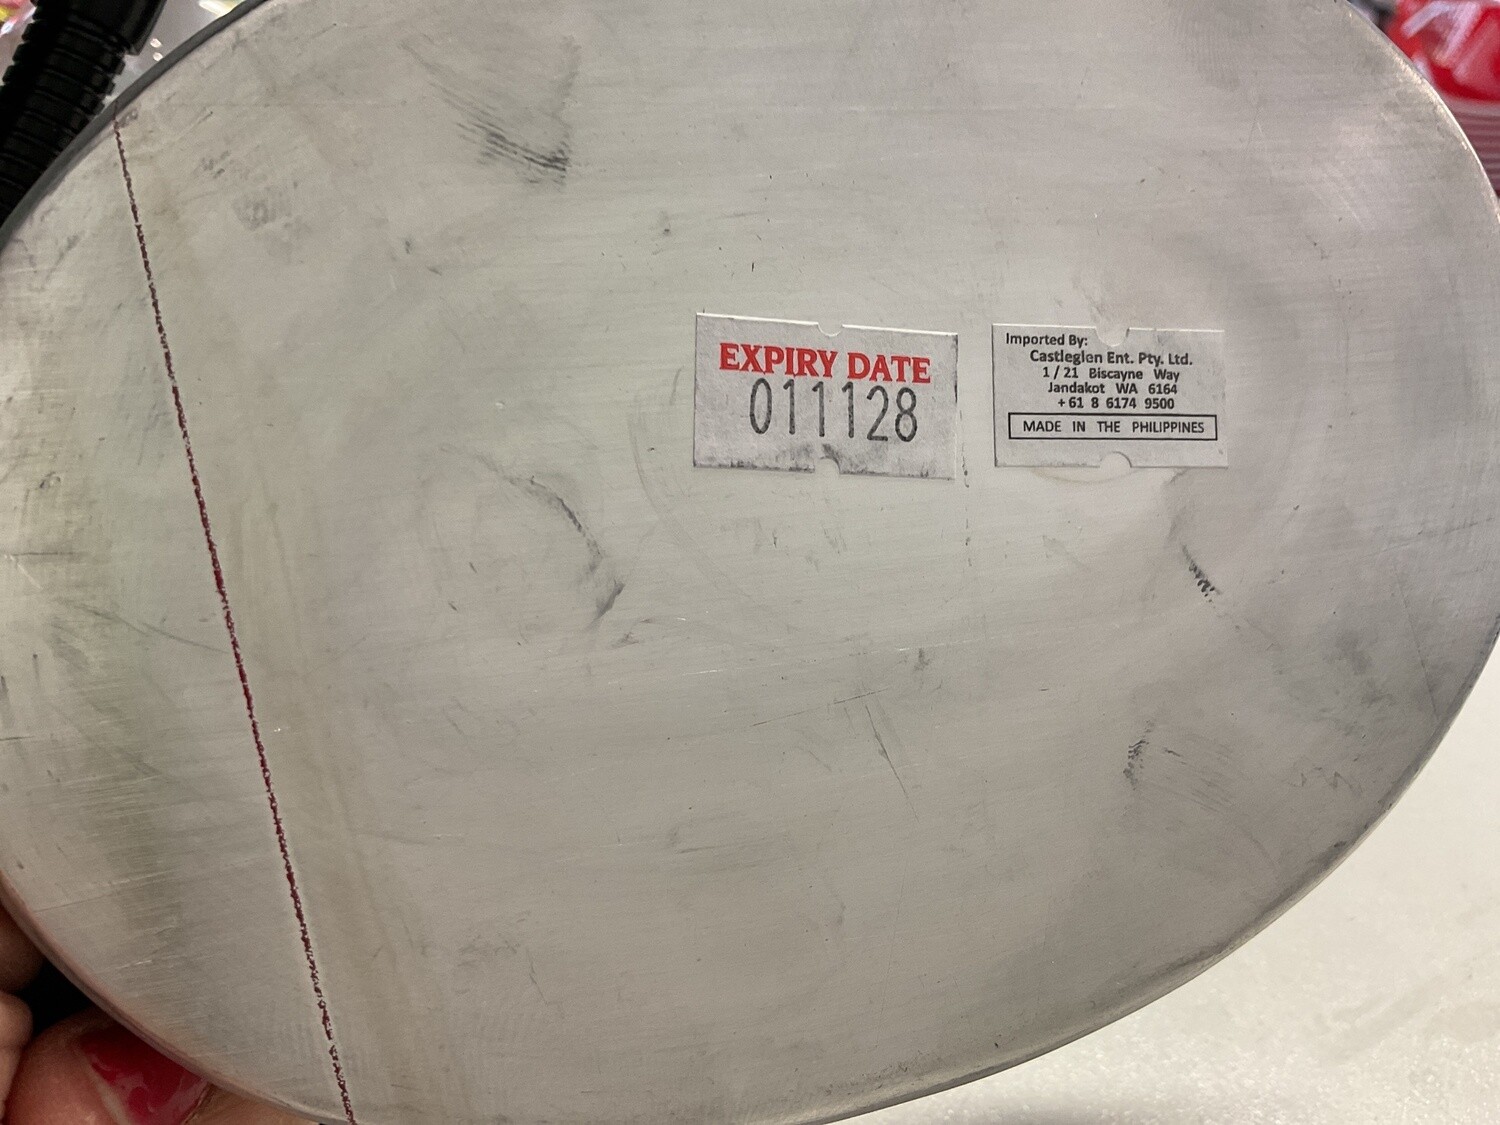 EXPIRY DATE
011128
Imported By:
Castleglen Ent. Pty. Ltd.
1 / 21 Biscayne Way
Jandakot WA 6164
+ 61 8 6174 9500
MADE IN THE PHILIPPINES